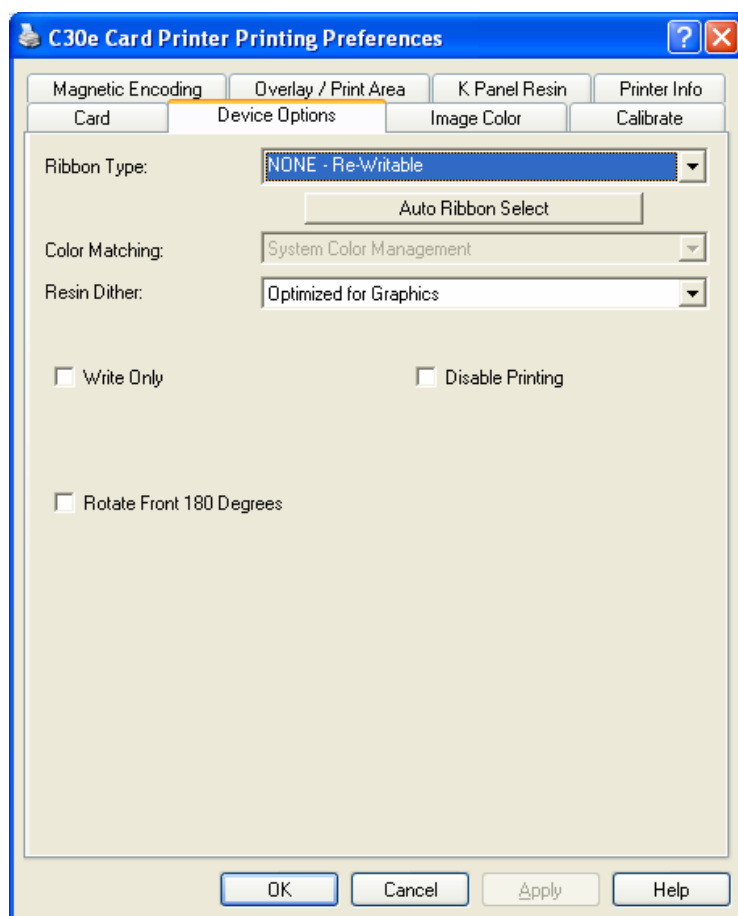 C30e Card Printer Printing Preferences
Magnetic Encoding Overlay / Print Area K Panel Resin Printer Info
Card Device Options Image Color Calibrate
Ribbon Type: NONE - Re-Writable
Auto Ribbon Select
Color Matching: System Color Management
Resin Dither: Optimized for Graphics
Write Only Disable Printing
Rotate Front 180 Degrees
OK Cancel Apply Help